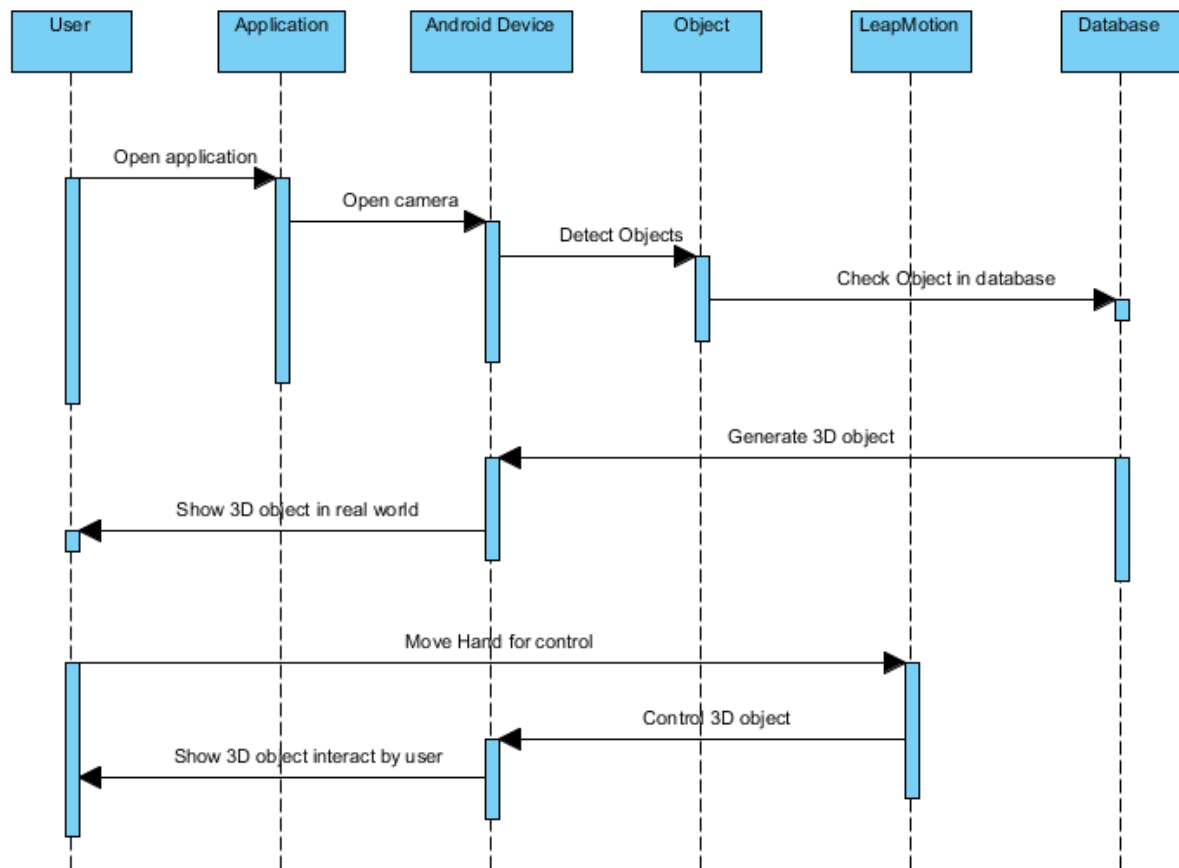 User
Application
Android Device
Object
LeapMotion
Database
Open application
Open camera
Detect Objects
Check Object in database
Generate 3D object
Show 3D object in real world
Move Hand for control
Control 3D object
Show 3D object interact by user